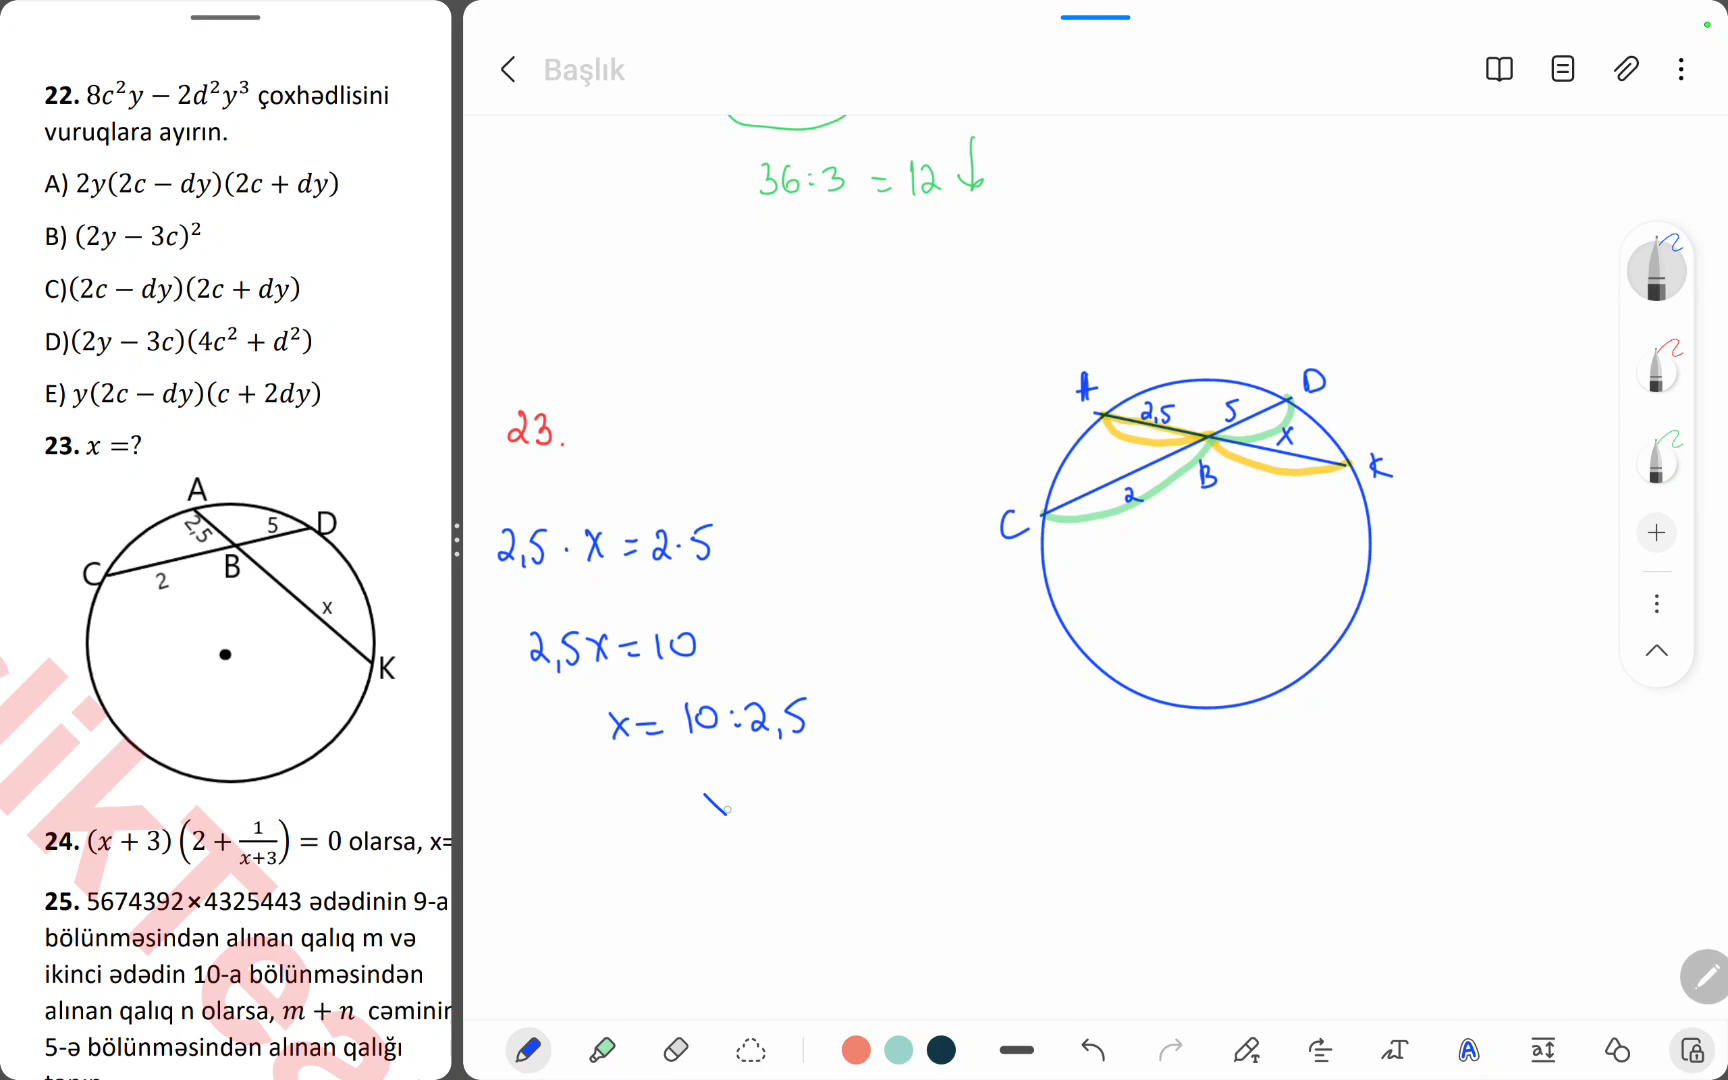 22. 8c²y − 2d²y³ çoxhədlisini
vuruqlara ayırın.
A) 2y(2c − dy)(2c + dy)
B) (2y − 3c)²
C)(2c − dy)(2c + dy)
D)(2y − 3c)(4c² + d²)
E) y(2c − dy)(c + 2dy)
23. x =?
A
2,5
5
D
C
2
B
x
K
24. (x + 3)(2 + 1/(x+3)) = 0 olarsa, x=
25. 5674392×4325443 ədədinin 9-a
bölünməsindən alınan qalıq m və
ikinci ədədin 10-a bölünməsindən
alınan qalıq n olarsa, m + n
5-ə bölünməsindən alınan qalığı
Başlık
36:3 = 12
23.
2,5 · x = 2·5
2,5x = 10
x = 10:2,5
A
2,5
5
D
x
K
B
2
C